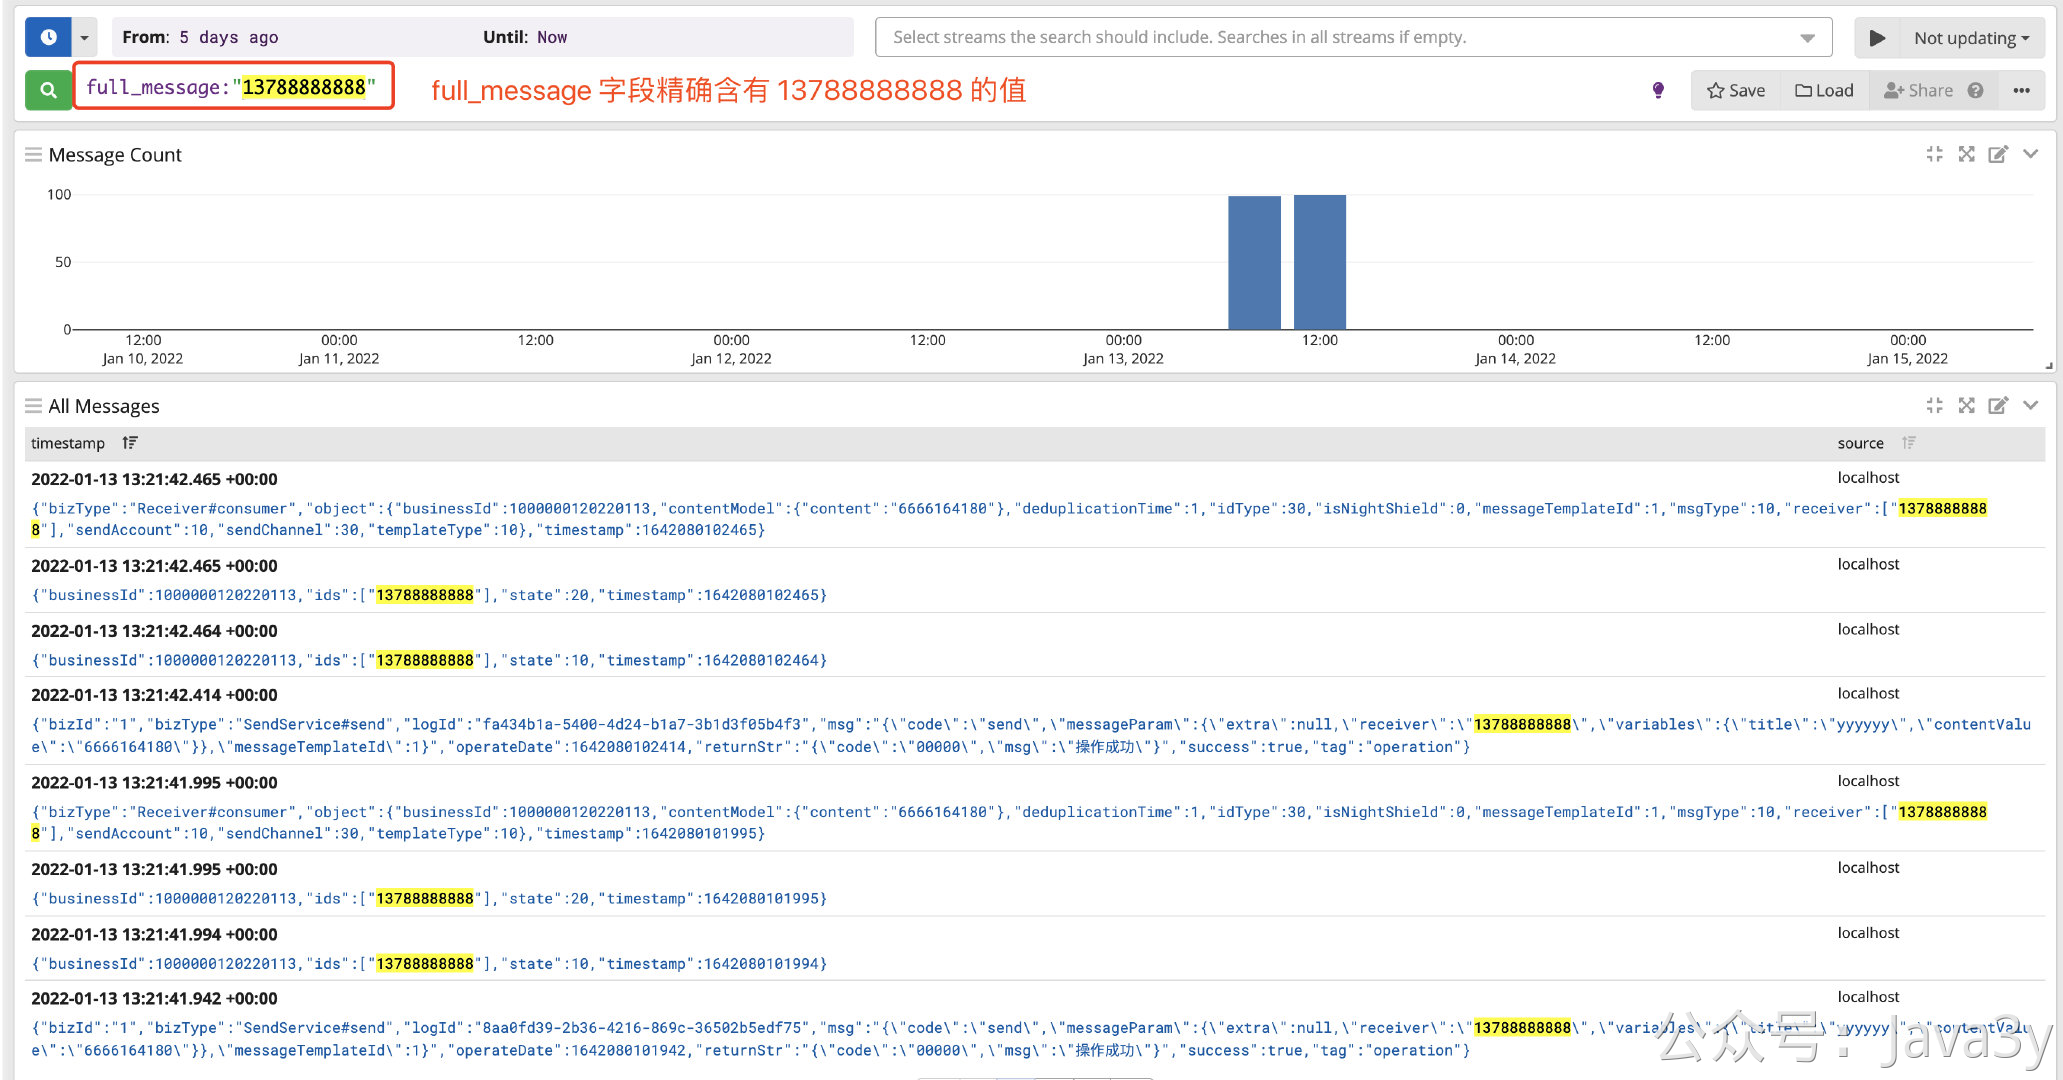 From: 5 days ago Until: Now Select streams the search should include. Searches in all streams if empty. Not updating
full_message:"13788888888" full_message 字段精确含有 13788888888 的值 Save Load Share
Message Count
100
50
0
12:00 00:00 12:00 00:00 12:00 00:00 12:00 00:00 12:00 00:00
Jan 10, 2022 Jan 11, 2022 Jan 12, 2022 Jan 13, 2022 Jan 14, 2022 Jan 15, 2022
All Messages
timestamp source
2022-01-13 13:21:42.465 +00:00 localhost
{"bizType":"Receiver#consumer","object":{"businessId":1000000120220113,"contentModel":{"content":"6666164180"},"deduplicationTime":1,"idType":30,"isNightShield":0,"messageTemplateId":1,"msgType":10,"receiver":["1378888888
8"],"sendAccount":10,"sendChannel":30,"templateType":10},"timestamp":1642080102465}
2022-01-13 13:21:42.465 +00:00 localhost
{"businessId":1000000120220113,"ids":["13788888888"],"state":20,"timestamp":1642080102465}
2022-01-13 13:21:42.464 +00:00 localhost
{"businessId":1000000120220113,"ids":["13788888888"],"state":10,"timestamp":1642080102464}
2022-01-13 13:21:42.414 +00:00 localhost
{"bizId":"1","bizType":"SendService#send","logId":"fa434b1a-5400-4d24-b1a7-3b1d3f05b4f3","msg":"{\"code\":\"send\",\"messageParam\":{\"extra\":null,\"receiver\":\"13788888888\",\"variables\":{\"title\":\"yyyyyy\",\"contentValu
e\":\"6666164180\"}},\"messageTemplateId\":1}","operateDate":1642080102414,"returnStr":"{\"code\":\"00000\",\"msg\":\"操作成功\"}","success":true,"tag":"operation"}
2022-01-13 13:21:41.995 +00:00 localhost
{"bizType":"Receiver#consumer","object":{"businessId":1000000120220113,"contentModel":{"content":"6666164180"},"deduplicationTime":1,"idType":30,"isNightShield":0,"messageTemplateId":1,"msgType":10,"receiver":["1378888888
8"],"sendAccount":10,"sendChannel":30,"templateType":10},"timestamp":1642080101995}
2022-01-13 13:21:41.995 +00:00 localhost
{"businessId":1000000120220113,"ids":["13788888888"],"state":20,"timestamp":1642080101995}
2022-01-13 13:21:41.994 +00:00 localhost
{"businessId":1000000120220113,"ids":["13788888888"],"state":10,"timestamp":1642080101994}
2022-01-13 13:21:41.942 +00:00 localhost
{"bizId":"1","bizType":"SendService#send","logId":"8aa0fd39-2b36-4216-869c-36502b5edf75","msg":"{\"code\":\"send\",\"messageParam\":{\"extra\":null,\"receiver\":\"13788888888\",\"variables\":{\"title\":\"yyyyyy\",\"contentValu
e\":\"6666164180\"}},\"messageTemplateId\":1}","operateDate":1642080101942,"returnStr":"{\"code\":\"00000\",\"msg\":\"操作成功\"}","success":true,"tag":"operation"}
公众号：Java3y